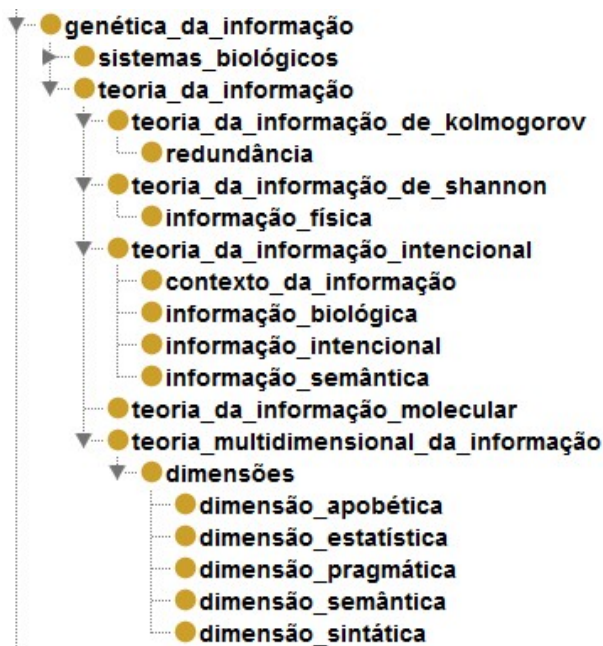 genética_da_informação
sistemas_biológicos
teoria_da_informação
teoria_da_informação_de_kolmogorov
redundância
teoria_da_informação_de_shannon
informação_física
teoria_da_informação_intencional
contexto_da_informação
informação_biológica
informação_intencional
informação_semântica
teoria_da_informação_molecular
teoria_multidimensional_da_informação
dimensões
dimensão_apobética
dimensão_estatística
dimensão_pragmática
dimensão_semântica
dimensão_sintática